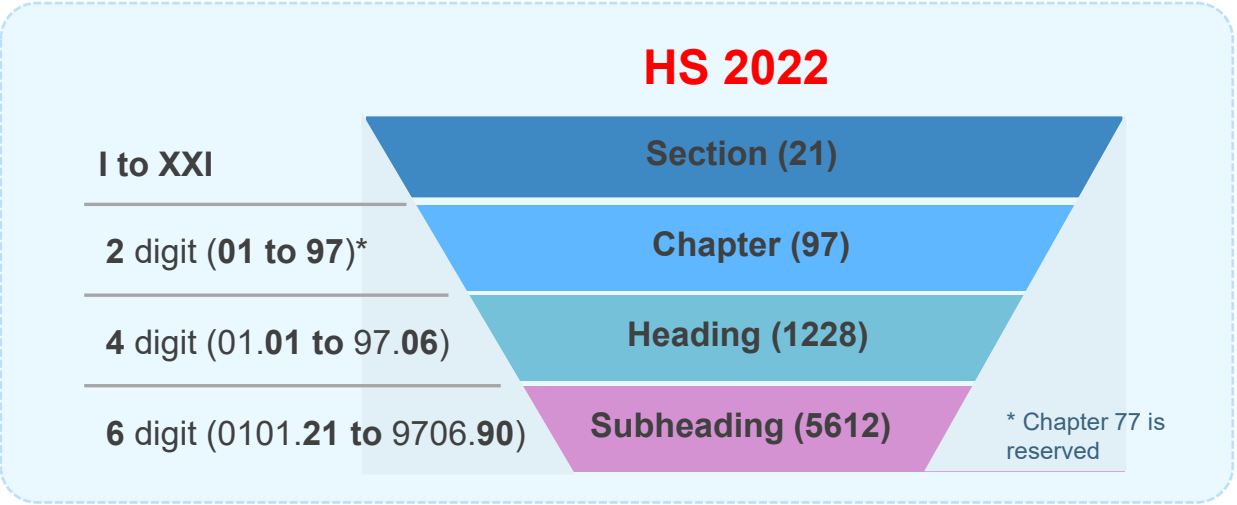 HS 2022
I to XXI
Section (21)
2 digit (01 to 97)*
Chapter (97)
4 digit (01.01 to 97.06)
Heading (1228)
6 digit (0101.21 to 9706.90)
Subheading (5612)
* Chapter 77 is
reserved